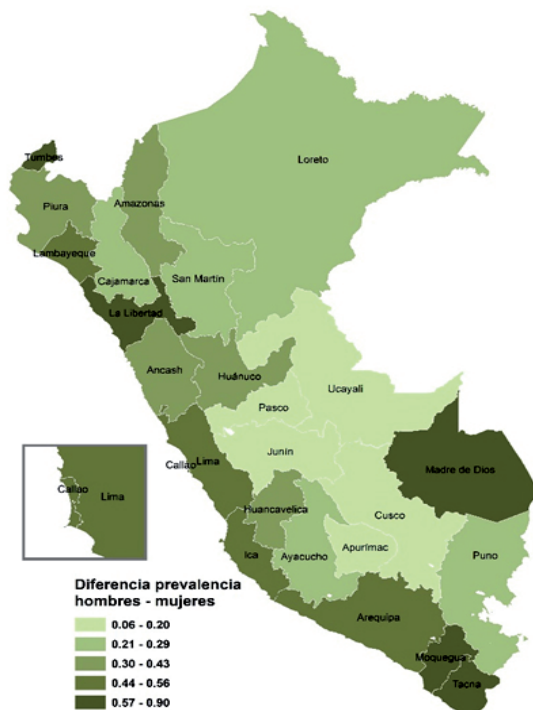 Tumbes
Loreto
Piura
Amazonas
Lambayeque
Cajamarca
San Martín
La Libertad
Ancash
Huánuco
Ucayali
Pasco
Junín
Callao
Lima
Madre de Dios
Callao
Lima
Huancavelica
Cusco
Ica
Ayacucho
Apurímac
Puno
Arequipa
Moquegua
Tacna
Diferencia prevalencia
hombres - mujeres
0.06 - 0.20
0.21 - 0.29
0.30 - 0.43
0.44 - 0.56
0.57 - 0.90